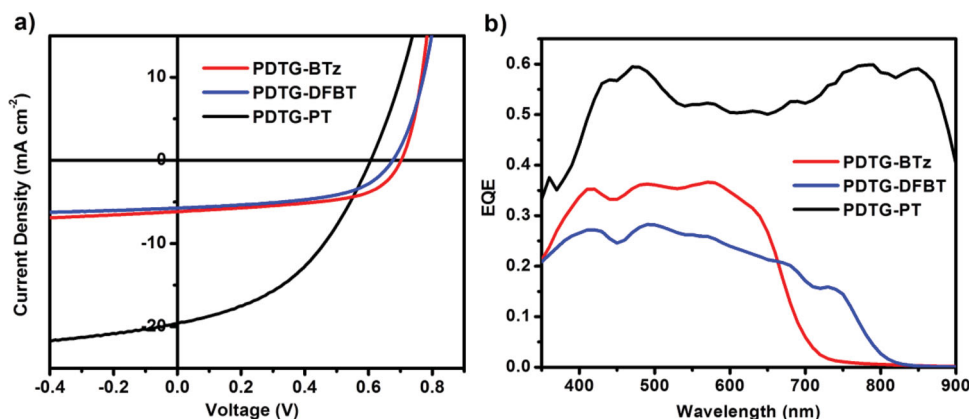 a)
10
0
-10
-20
-0.4
-0.2
0.0
0.2
0.4
0.6
0.8
Current Density (mA cm⁻²)
Voltage (V)
PDTG-BTz
PDTG-DFBT
PDTG-PT
b)
0.6
0.5
0.4
0.3
0.2
0.1
0.0
400
500
600
700
800
900
EQE
Wavelength (nm)
PDTG-BTz
PDTG-DFBT
PDTG-PT